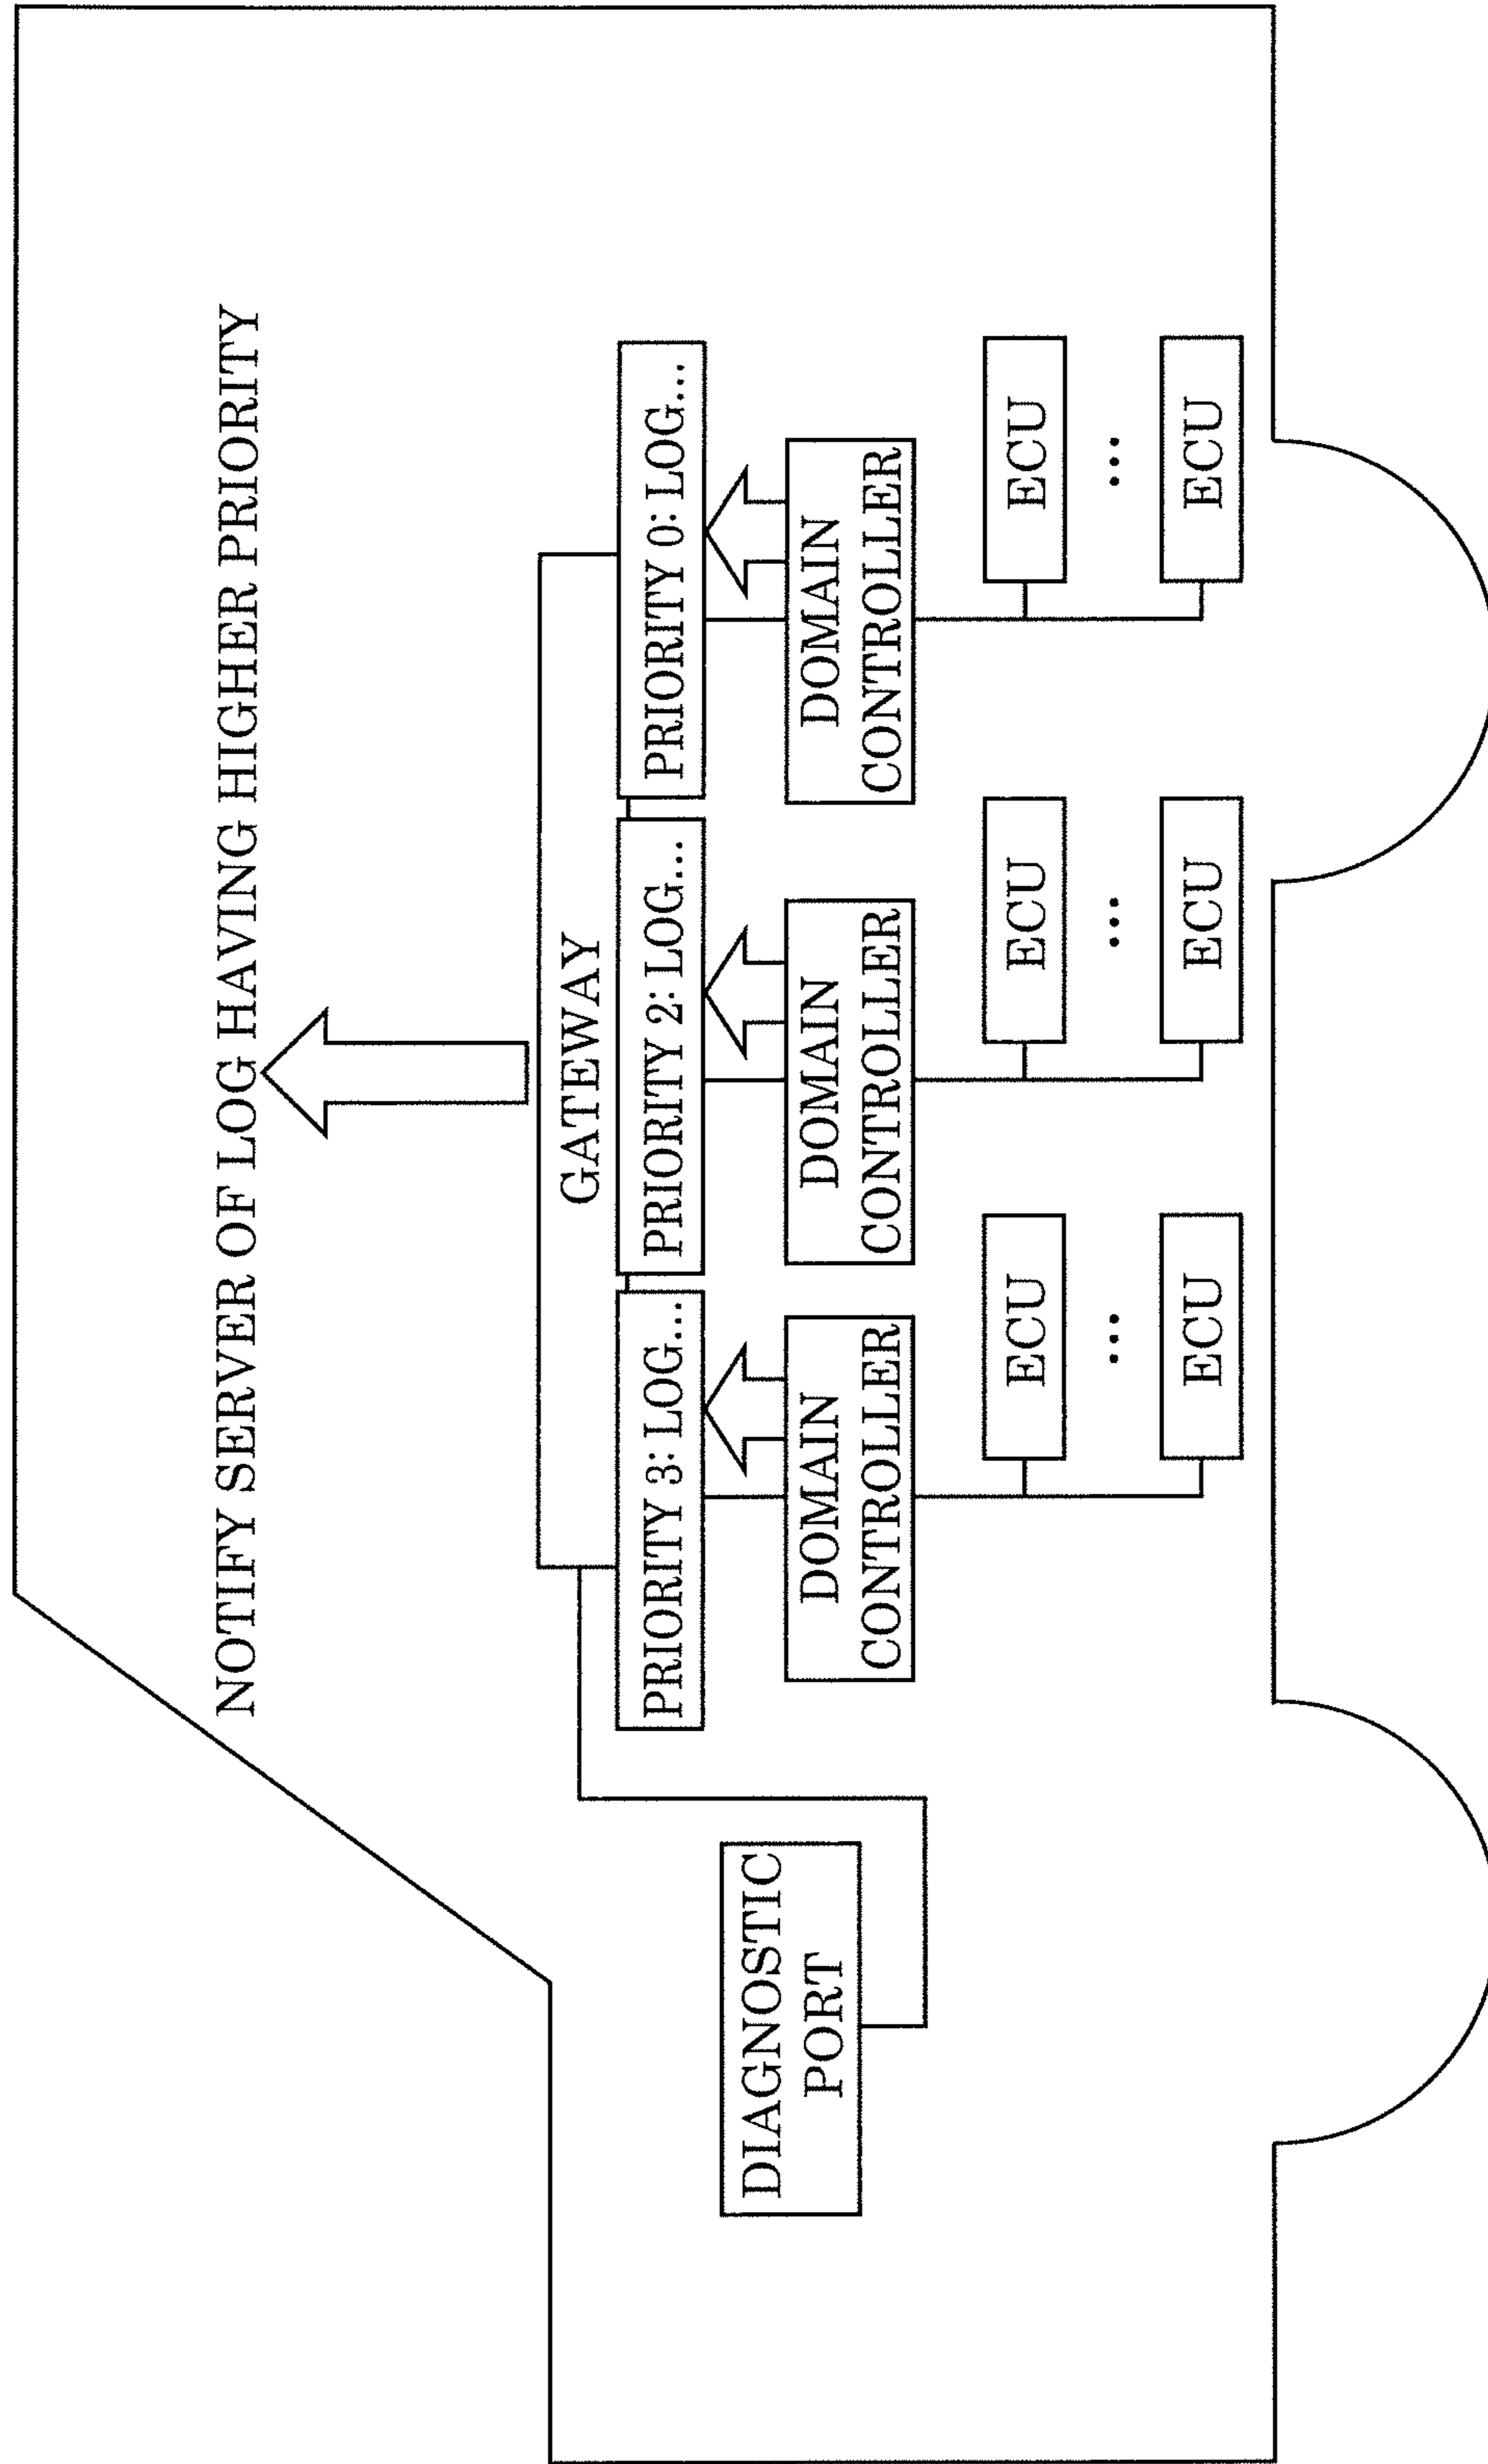 NOTIFY SERVER OF LOG HAVING HIGHER PRIORITY
GATEWAY
PRIORITY 3: LOG...
PRIORITY 2: LOG...
PRIORITY 0: LOG...
DIAGNOSTIC
PORT
DOMAIN
CONTROLLER
DOMAIN
CONTROLLER
DOMAIN
CONTROLLER
ECU
ECU
ECU
...
...
...
ECU
ECU
ECU